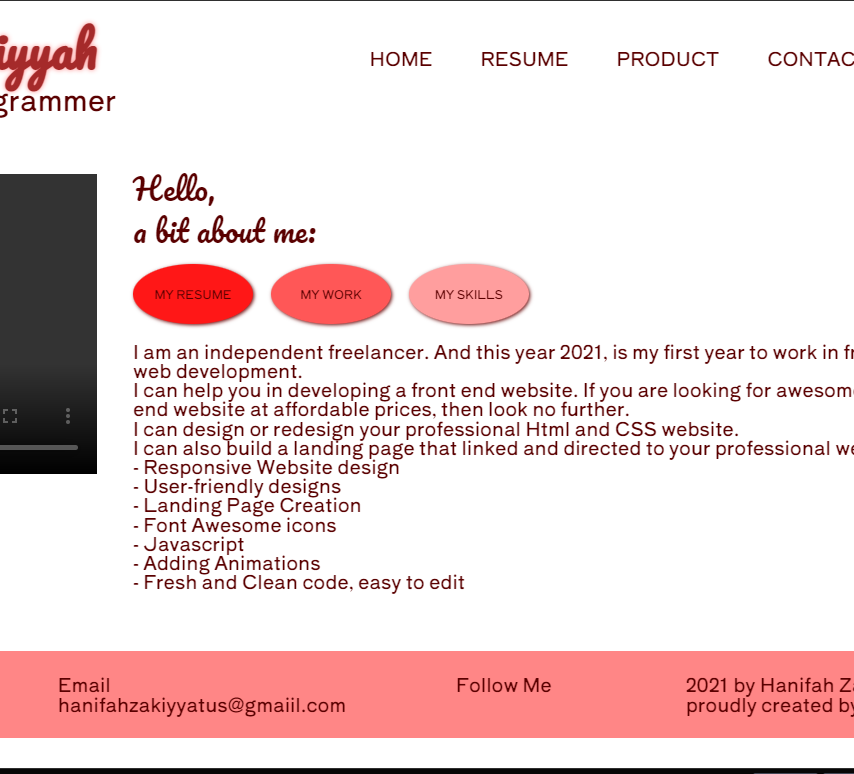 iyyah
grammer
HOME RESUME PRODUCT CONTAC
Hello,
a bit about me:
MY RESUME MY WORK MY SKILLS
I am an independent freelancer. And this year 2021, is my first year to work in fr
web development.
I can help you in developing a front end website. If you are looking for awesome
end website at affordable prices, then look no further.
I can design or redesign your professional Html and CSS website.
I can also build a landing page that linked and directed to your professional we
- Responsive Website design
- User-friendly designs
- Landing Page Creation
- Font Awesome icons
- Javascript
- Adding Animations
- Fresh and Clean code, easy to edit
Email
hanifahzakiyyatus@gmaiil.com
Follow Me
2021 by Hanifah Za
proudly created by